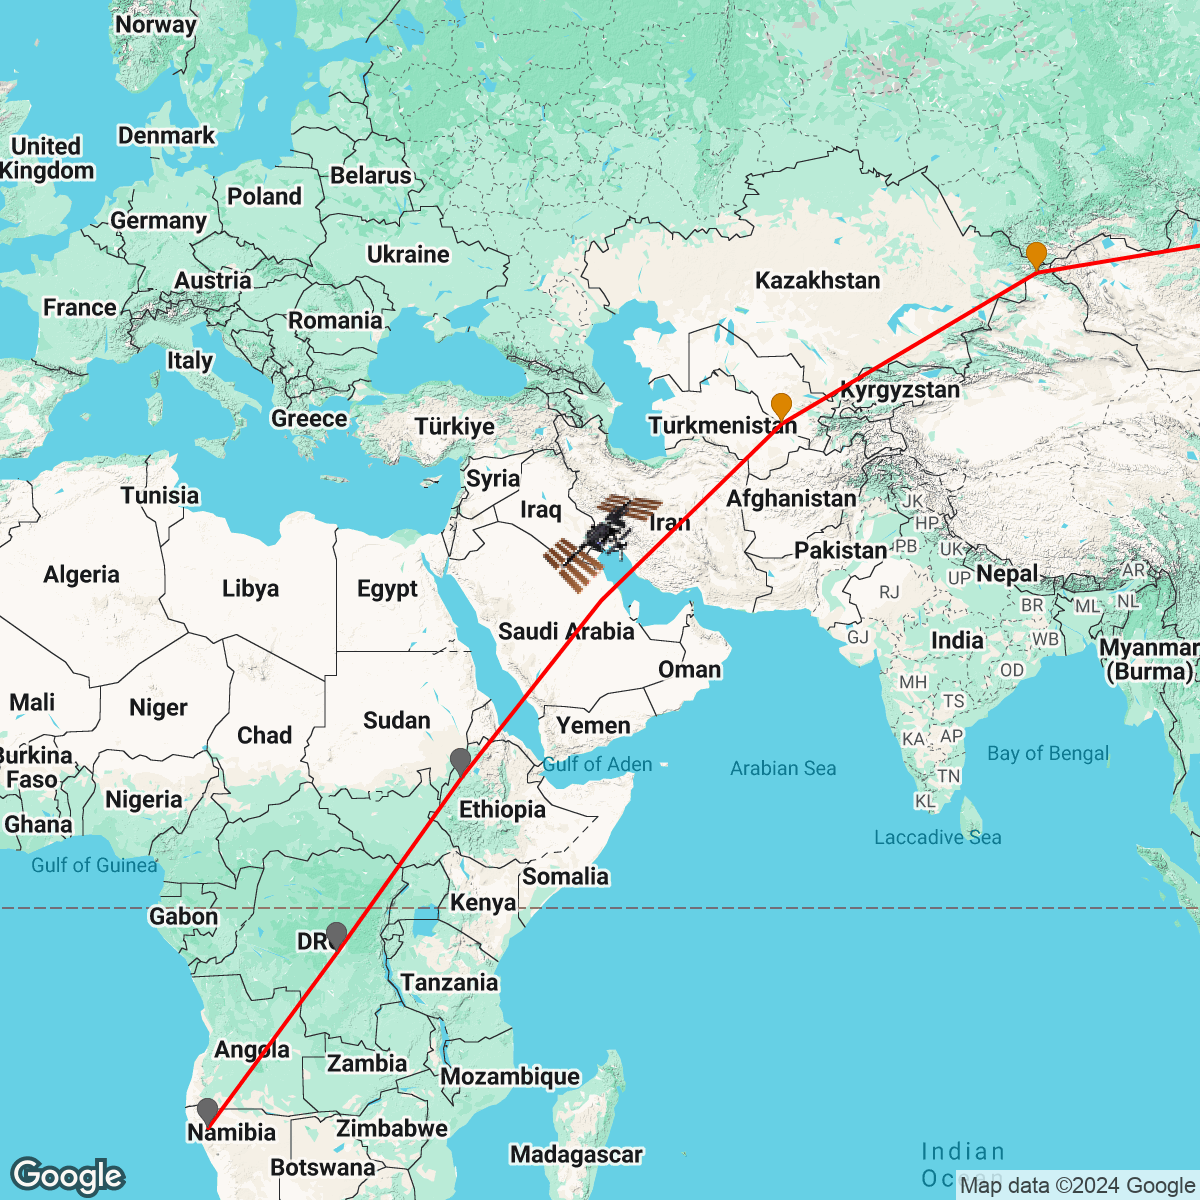 Norway
Denmark
United
Kingdom
Belarus
Poland
Germany
Ukraine
Austria
Kazakhstan
France
Romania
Italy
Kyrgyzstan
Greece
Türkiye
Turkmenistan
Syria
Tunisia
Afghanistan
Iraq
Iran
JK
HP
Pakistan
PB
UK
Algeria
Libya
Egypt
Nepal
UP
AR
RJ
BR
ML
NL
Saudi Arabia
GJ
India
WB
Myanmar
(Burma)
Oman
OD
MH
Mali
Niger
TS
Sudan
Yemen
Chad
KA
AP
Burkina
Faso
Gulf of Aden
Arabian Sea
Bay of Bengal
TN
Nigeria
Ethiopia
KL
Ghana
Laccadive Sea
Gulf of Guinea
Somalia
Kenya
Gabon
DRC
Tanzania
Angola
Zambia
Mozambique
Namibia
Zimbabwe
Madagascar
Botswana
Indian
Ocean
Google
Map data ©2024 Google